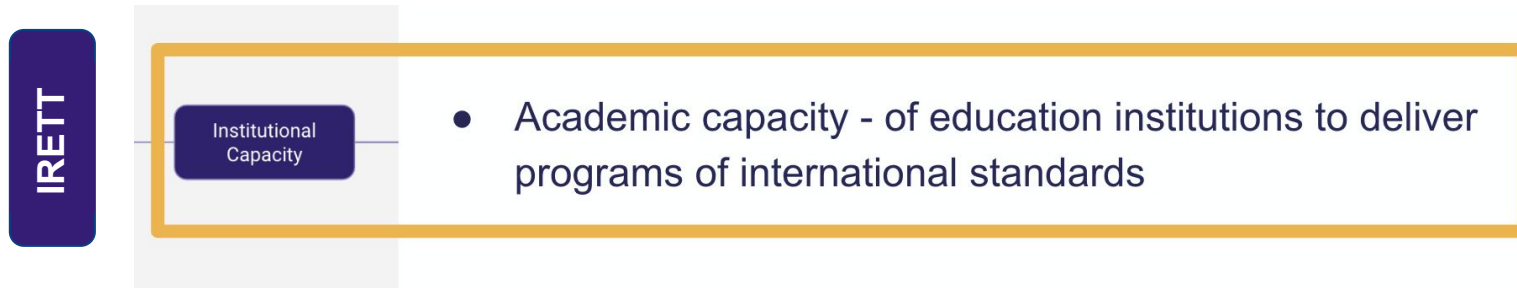 IRETT
Institutional
Capacity
● Academic capacity - of education institutions to deliver
programs of international standards